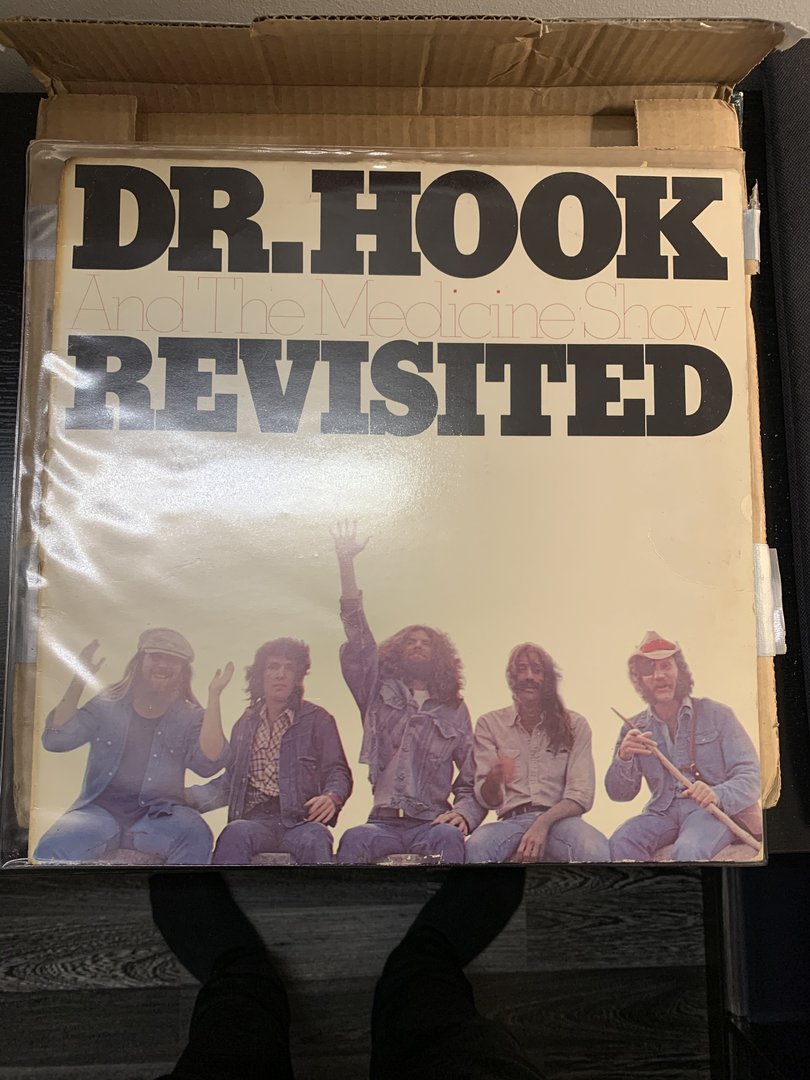 DR. HOOK
And The Medicine Show
REVISITED